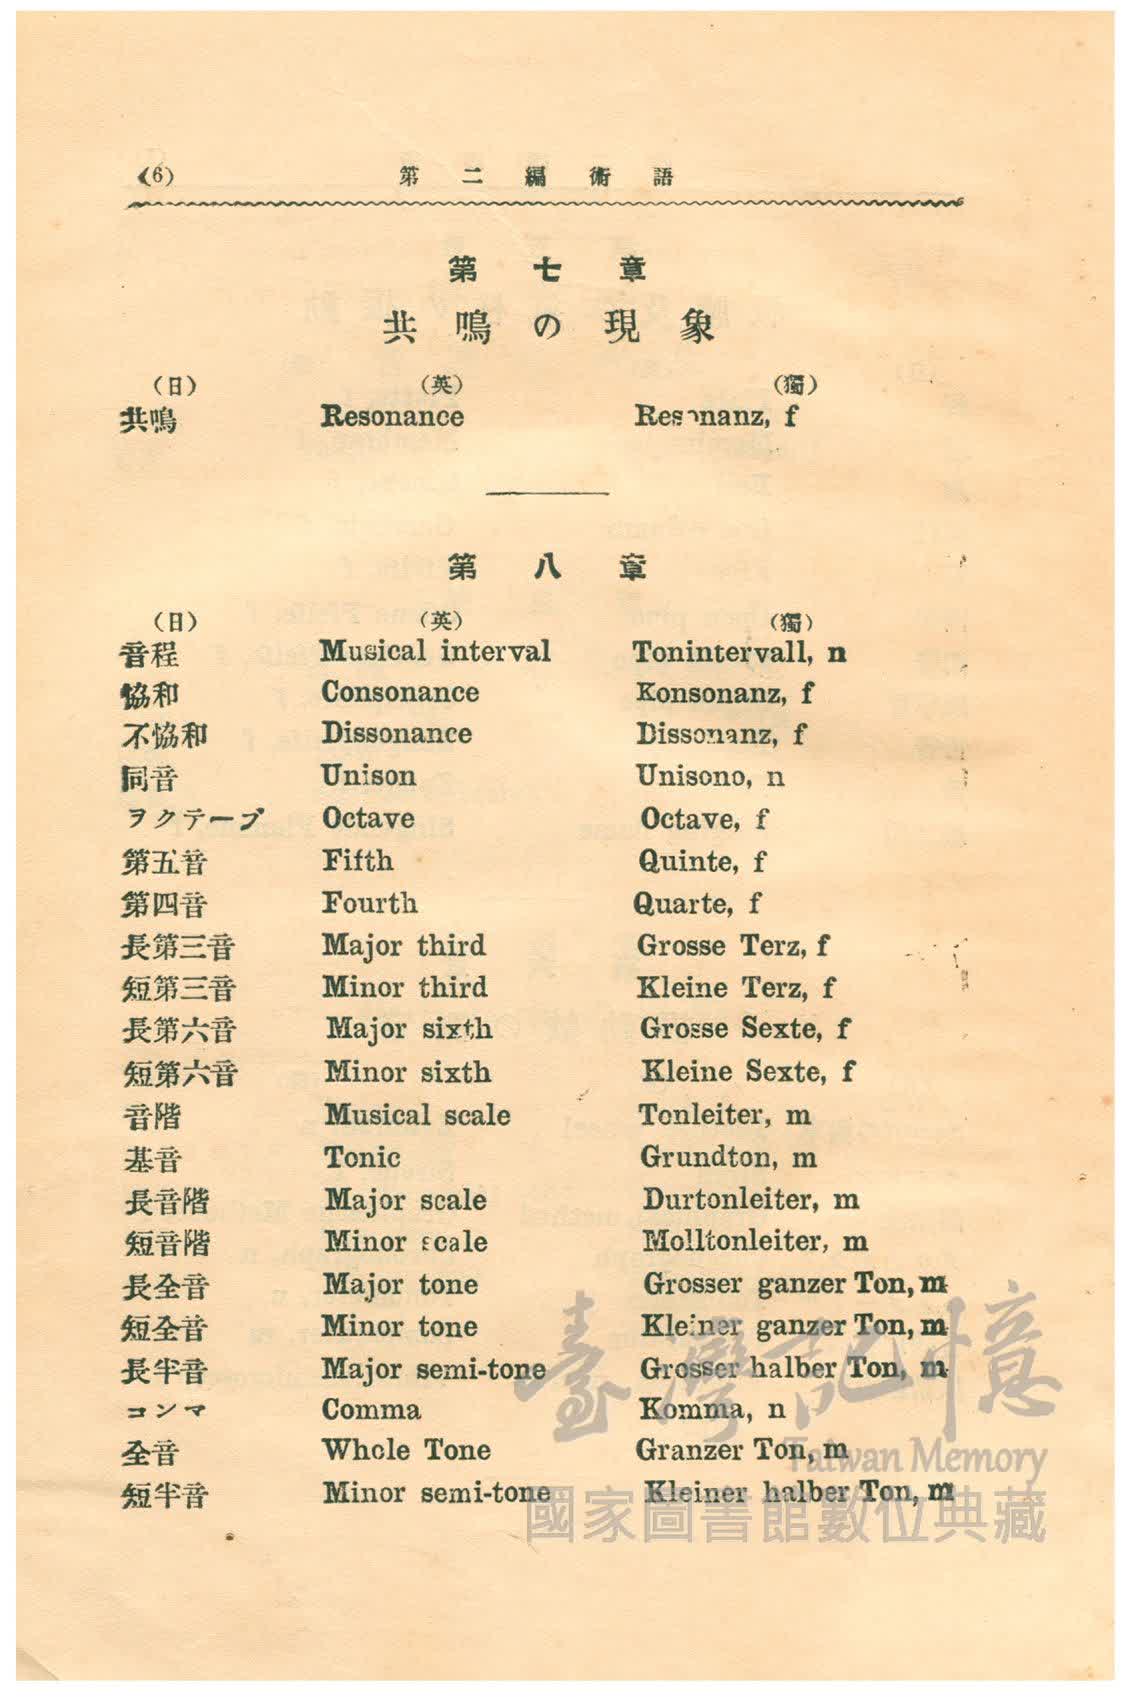 (6) 第二編術語
第七章
共鳴の現象
(日) (英) (獨)
共鳴 Resonance Resonanz, f
第八章
(日) (英) (獨)
音程 Musical interval Tonintervall, n
協和 Consonance Konsonanz, f
不協和 Dissonance Dissonanz, f
同音 Unison Unisono, n
ヲクテーブ Octave Octave, f
第五音 Fifth Quinte, f
第四音 Fourth Quarte, f
長第三音 Major third Grosse Terz, f
短第三音 Minor third Kleine Terz, f
長第六音 Major sixth Grosse Sexte, f
短第六音 Minor sixth Kleine Sexte, f
音階 Musical scale Tonleiter, m
基音 Tonic Grundton, m
長音階 Major scale Durtonleiter, m
短音階 Minor scale Molltonleiter, m
長全音 Major tone Grosser ganzer Ton, m
短全音 Minor tone Kleiner ganzer Ton, m
長半音 Major semi-tone Grosser halber Ton, m
コンマ Comma Komma, n
全音 Whole Tone Granzer Ton, m
短半音 Minor semi-tone Kleiner halber Ton, m
臺灣記憶
Taiwan Memory
國家圖書館數位典藏